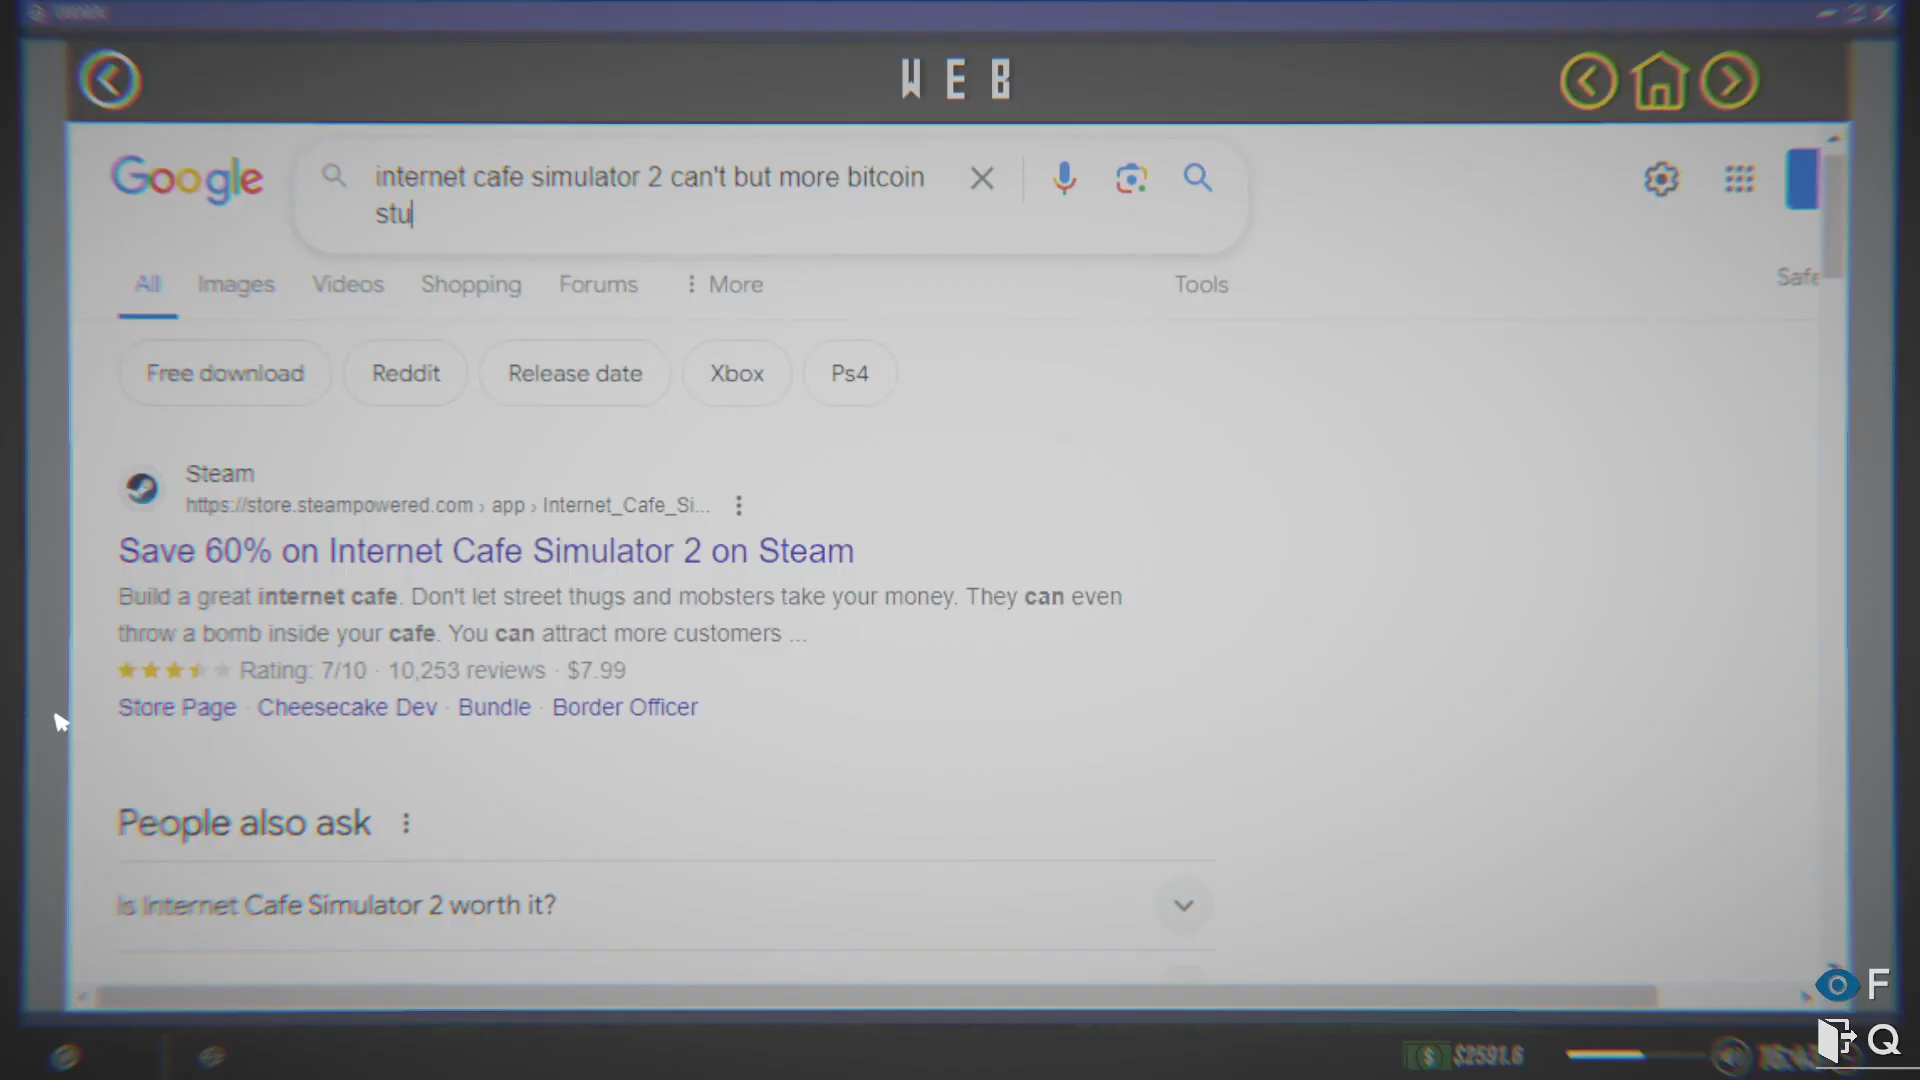 WEB
Google
internet cafe simulator 2 can't but more bitcoin
stu
All Images Videos Shopping Forums More Tools
Safe
Free download Reddit Release date Xbox Ps4
Steam
https://store.steampowered.com › app › Internet_Cafe_Si...
Save 60% on Internet Cafe Simulator 2 on Steam
Build a great internet cafe. Don't let street thugs and mobsters take your money. They can even
throw a bomb inside your cafe. You can attract more customers ...
Rating: 7/10 · 10,253 reviews · $7.99
Store Page · Cheesecake Dev · Bundle · Border Officer
People also ask
Is Internet Cafe Simulator 2 worth it?
F
$2591.6
Q